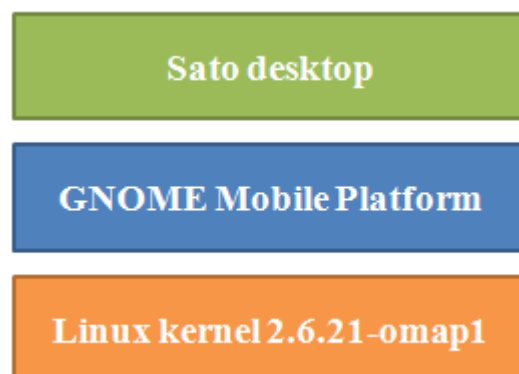 Sato desktop
GNOME Mobile Platform
Linux kernel 2.6.21-omap1